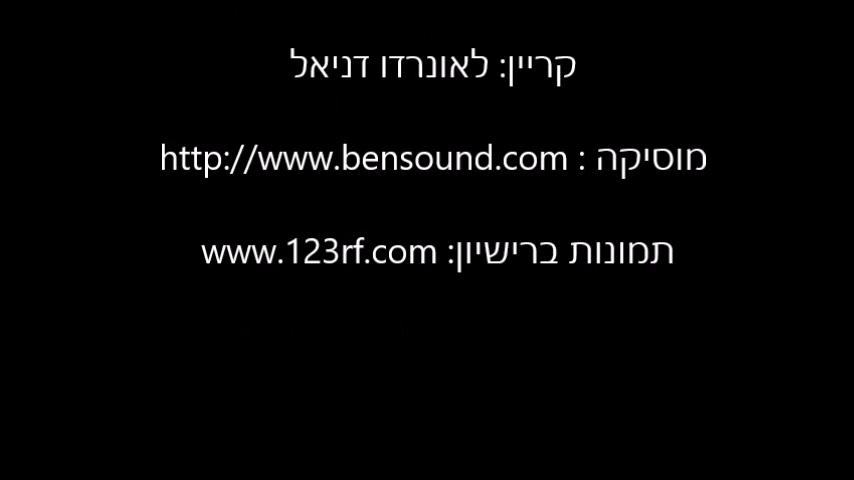 קריין: לאונרדו דניאל
מוסיקה : http://www.bensound.com
תמונות ברישיון: www.123rf.com